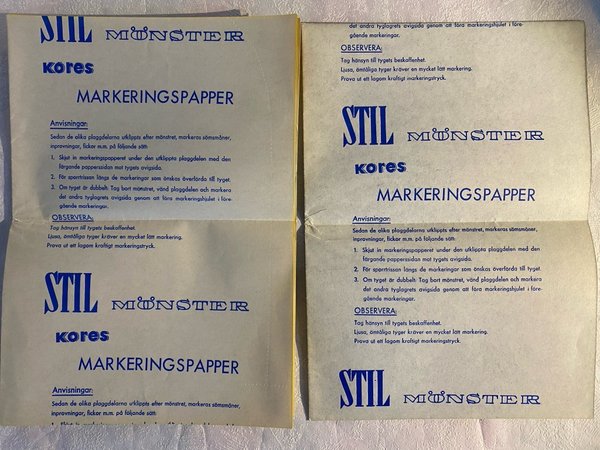 STIL MÖNSTER
Kores
MARKERINGSPAPPER
Anvisningar:
Sedan de olika plaggdelarna utklippts efter mönstret, markeras sömsmåner,
inprovningar, fickor m.m. på följande sätt:
1. Skjut in markeringspapperet under den utklippta plaggdelen med den
färgande papperssidan mot tygets avigsida.
2. För sporrtrissan längs de markeringar som önskas överförda till tyget.
3. Om tyget är dubbelt: Tag bort mönstret, vänd plaggdelen och markera
det andra tyglagrets avigsida genom att föra markeringshjulet i före-
gående markeringar.
OBSERVERA:
Tag hänsyn till tygets beskaffenhet.
Ljusa, ömtåliga tyger kräver en mycket lätt markering.
Prova ut ett lagom kraftigt markeringstryck.
STIL MÖNSTER
Kores
MARKERINGSPAPPER
Anvisningar:
Sedan de olika plaggdelarna utklippts efter mönstret, markeras sömsmåner,
inprovningar, fickor m.m. på följande sätt:
det andra tyglagrets avigsida genom att föra markeringshjulet i före-
gående markeringar.
OBSERVERA:
Tag hänsyn till tygets beskaffenhet.
Ljusa, ömtåliga tyger kräver en mycket lätt markering.
Prova ut ett lagom kraftigt markeringstryck.
STIL MÖNSTER
Kores
MARKERINGSPAPPER
Anvisningar:
Sedan de olika plaggdelarna utklippts efter mönstret, markeras sömsmåner,
inprovningar, fickor m.m. på följande sätt:
1. Skjut in markeringspapperet under den utklippta plaggdelen med den
färgande papperssidan mot tygets avigsida.
2. För sporrtrissan längs de markeringar som önskas överförda till tyget.
3. Om tyget är dubbelt: Tag bort mönstret, vänd plaggdelen och markera
det andra tyglagrets avigsida genom att föra markeringshjulet i före-
gående markeringar.
OBSERVERA:
Tag hänsyn till tygets beskaffenhet.
Ljusa, ömtåliga tyger kräver en mycket lätt markering.
Prova ut ett lagom kraftigt markeringstryck.
STIL MÖNSTER